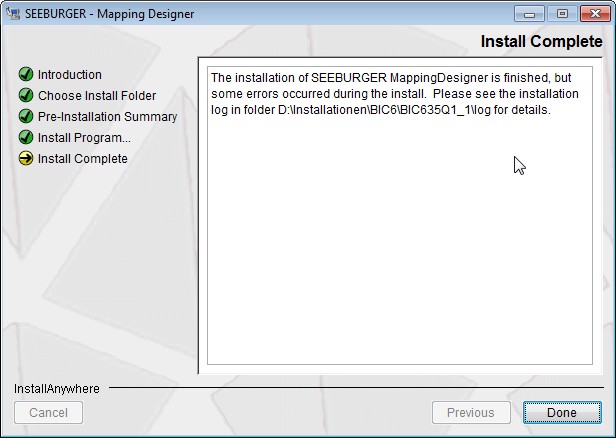 SEEBURGER - Mapping Designer
Install Complete
Introduction
Choose Install Folder
Pre-Installation Summary
Install Program...
Install Complete
The installation of SEEBURGER MappingDesigner is finished, but
some errors occurred during the install.  Please see the installation
log in folder D:\Installationen\BIC6\BIC635Q1_1\log for details.
InstallAnywhere
Cancel
Previous
Done